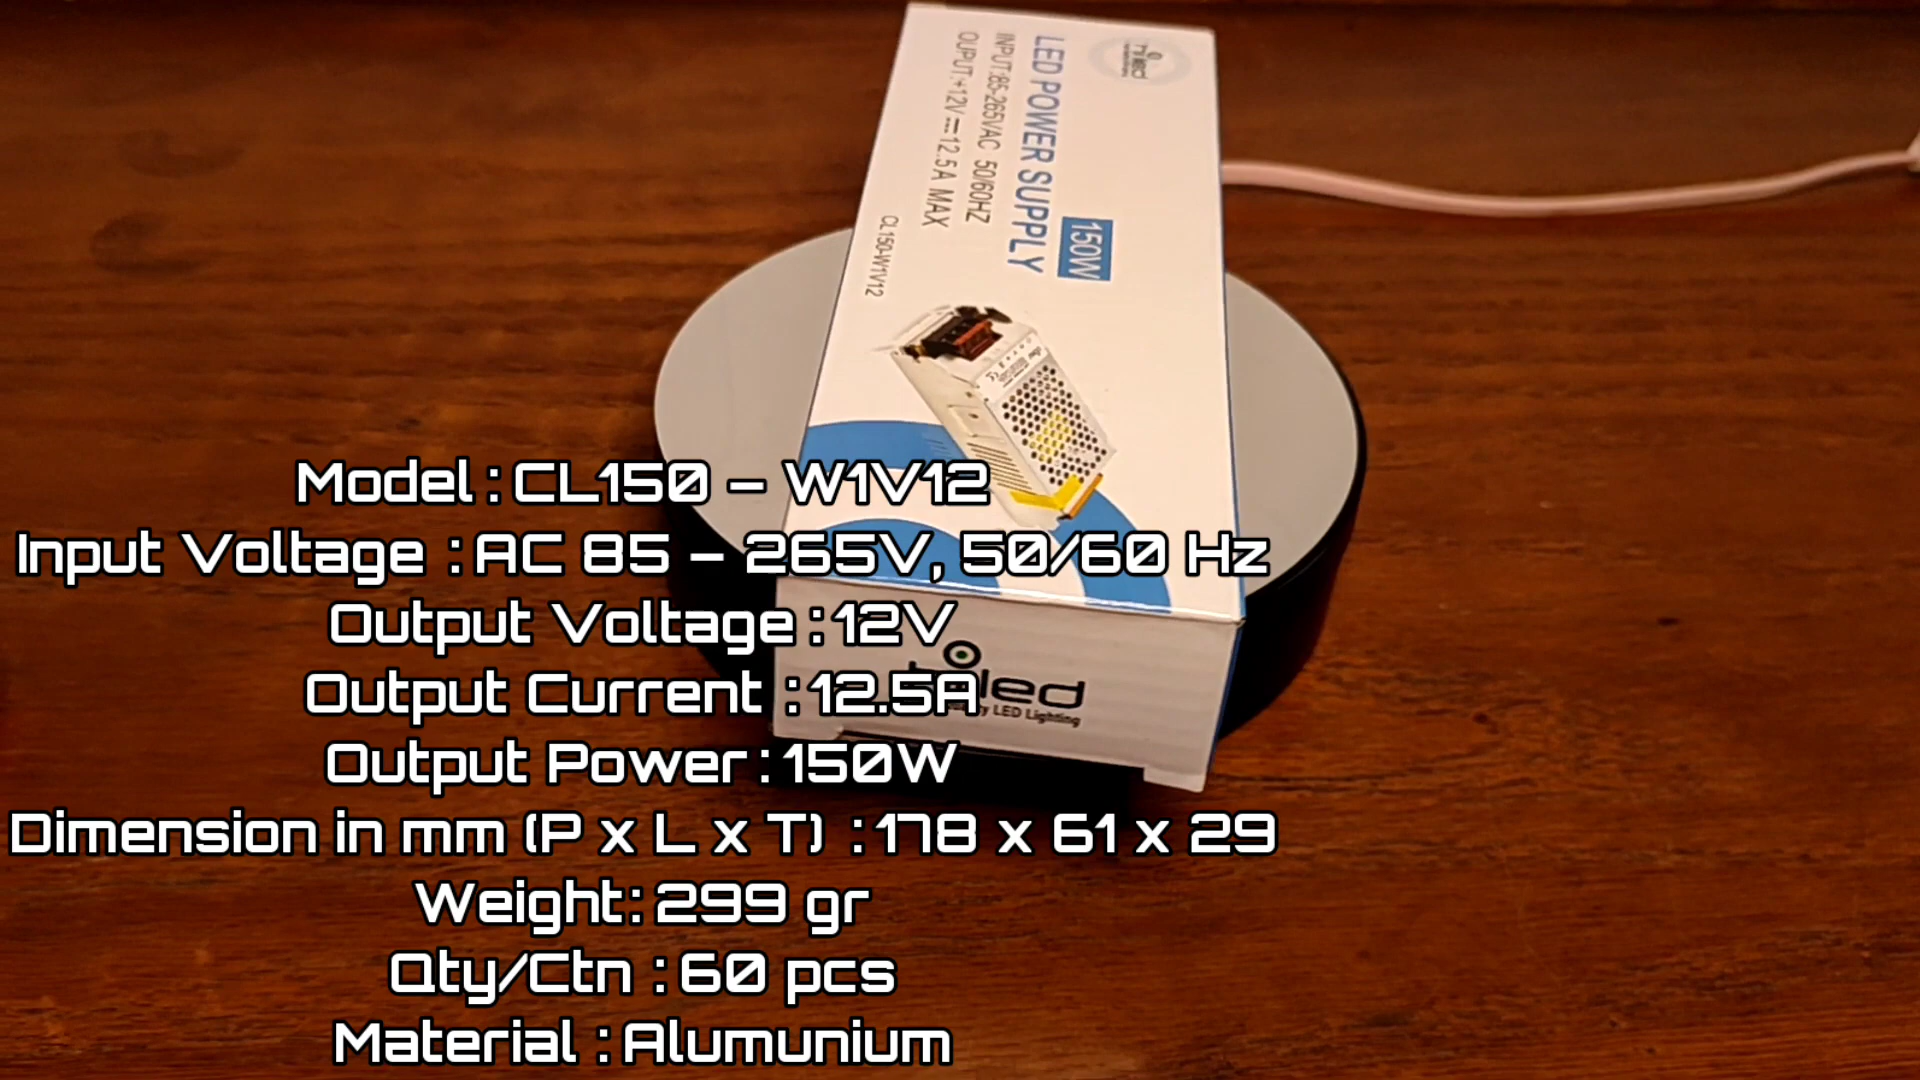 hiled
LED POWER SUPPLY
150W
INPUT:85-265VAC 50/60HZ
OUPUT:+12V⎓12.5A MAX
CL150-W1V12
Model : CL150 – W1V12
Input Voltage : AC 85 – 265V, 50/60 Hz
Output Voltage : 12V
Output Current : 12.5A
Output Power : 150W
Dimension in mm (P x L x T) : 178 x 61 x 29
Weight: 299 gr
Qty/Ctn : 60 pcs
Material : Alumunium
LED Lighting